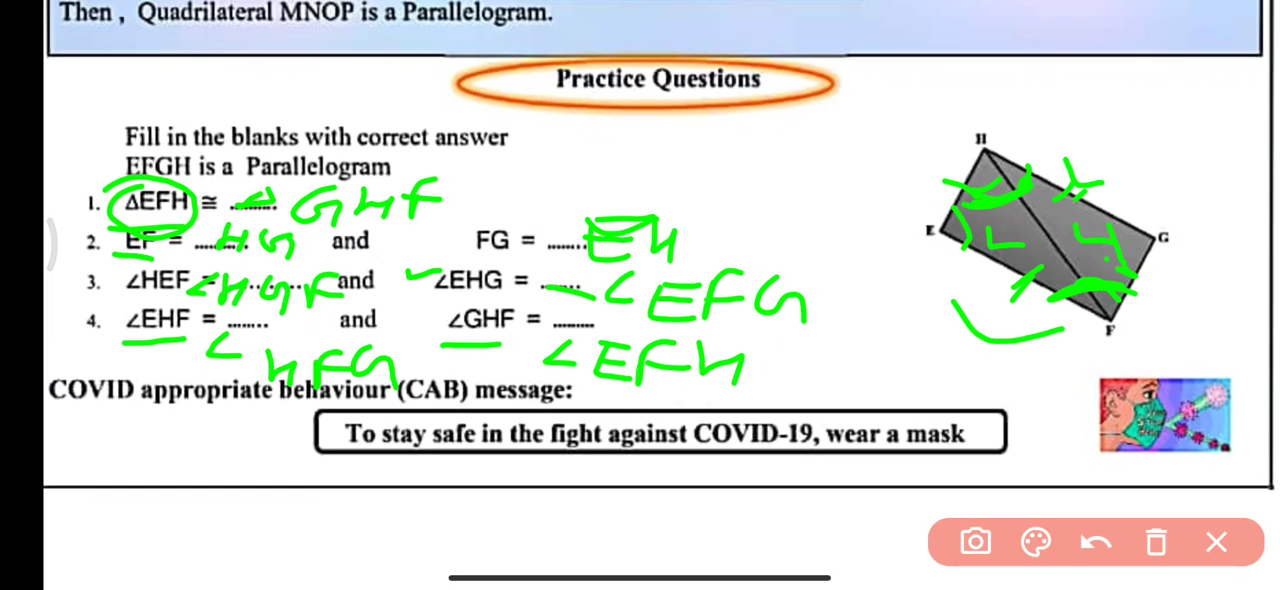 Then , Quadrilateral MNOP is a Parallelogram.
Practice Questions
Fill in the blanks with correct answer
EFGH is a Parallelogram
1. ΔEFH ≅ ......... Δ GHF
2. EF = ......... HG and FG = ........ EH
3. ∠HEF = ......... ∠HGF and ∠EHG = ...... ∠EFG
4. ∠EHF = ........ ∠HFG and ∠GHF = ......... ∠EFH
H
E
G
F
COVID appropriate behaviour (CAB) message:
To stay safe in the fight against COVID-19, wear a mask